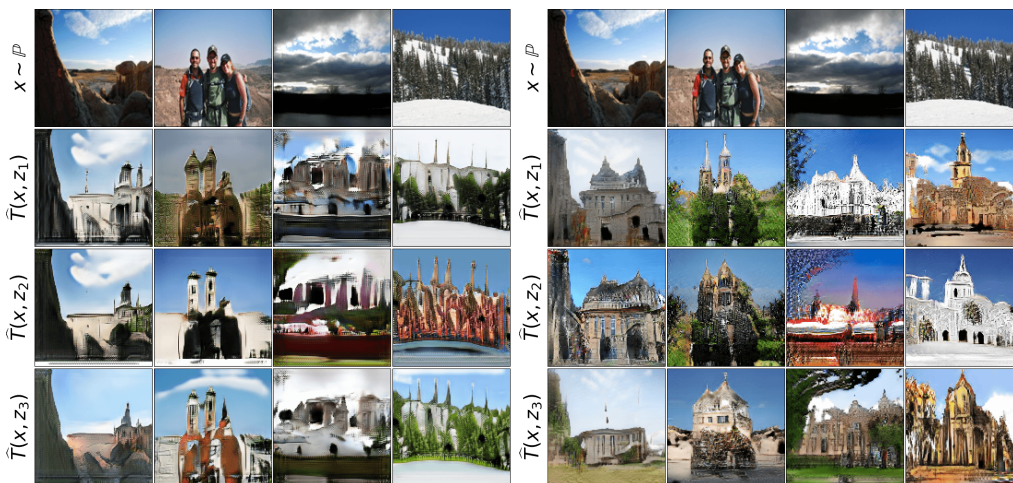 x ~ ℙ
T̂(x, z₁)
T̂(x, z₂)
T̂(x, z₃)
x ~ ℙ
T̂(x, z₁)
T̂(x, z₂)
T̂(x, z₃)